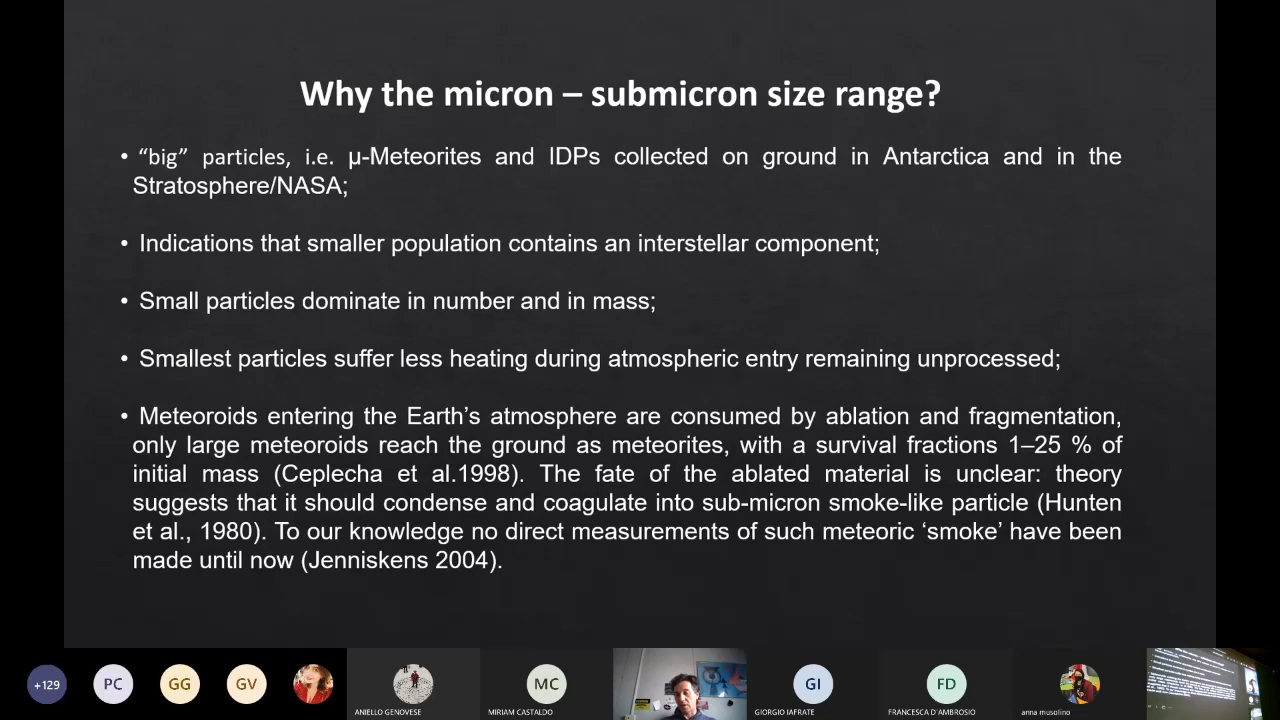 Why the micron – submicron size range?
• “big” particles, i.e. μ-Meteorites and IDPs collected on ground in Antarctica and in the
Stratosphere/NASA;
• Indications that smaller population contains an interstellar component;
• Small particles dominate in number and in mass;
• Smallest particles suffer less heating during atmospheric entry remaining unprocessed;
• Meteoroids entering the Earth’s atmosphere are consumed by ablation and fragmentation,
only large meteoroids reach the ground as meteorites, with a survival fractions 1–25 % of
initial mass (Ceplecha et al.1998). The fate of the ablated material is unclear: theory
suggests that it should condense and coagulate into sub-micron smoke-like particle (Hunten
et al., 1980). To our knowledge no direct measurements of such meteoric ‘smoke’ have been
made until now (Jenniskens 2004).
+129
PC
GG
GV
ANIELLO GENOVESE
MC
MIRIAM CASTALDO
GI
GIORGIO IAFRATE
FD
FRANCESCA D'AMBROSIO
anna musolino